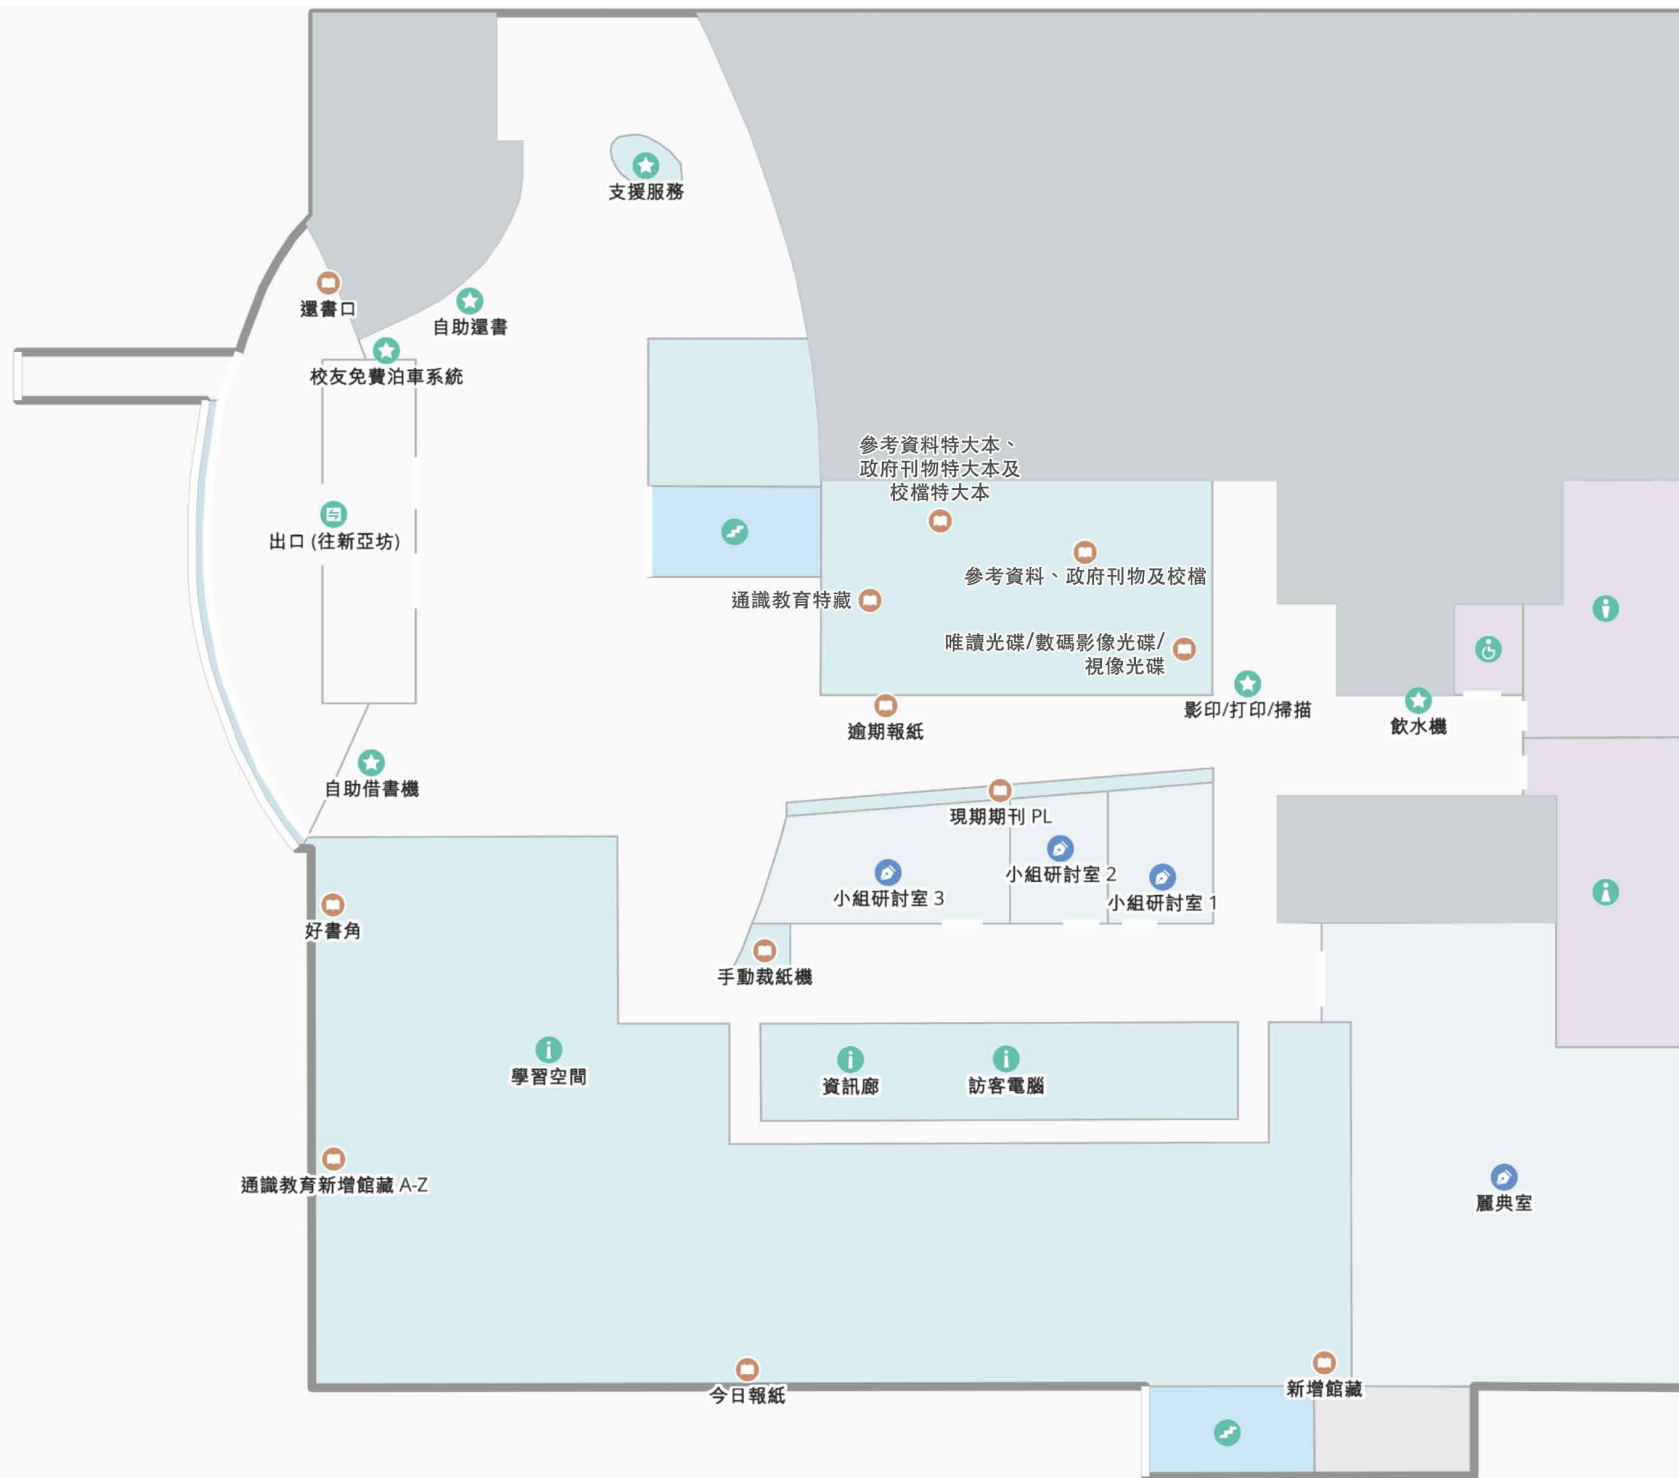 支援服務
還書口
自助還書
校友免費泊車系統
參考資料特大本、
政府刊物特大本及
校檔特大本
出口 (往新亞坊)
參考資料、政府刊物及校檔
通識教育特藏
唯讀光碟/數碼影像光碟/
視像光碟
影印/打印/掃描
飲水機
逾期報紙
自助借書機
現期期刊 PL
小組研討室 2
小組研討室 3
小組研討室 1
好書角
手動裁紙機
學習空間
資訊廊
訪客電腦
通識教育新增館藏 A-Z
麗典室
新增館藏
今日報紙